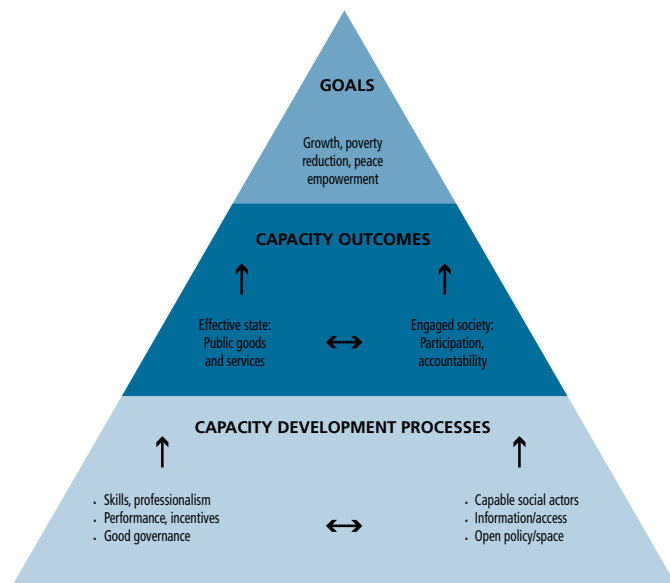 GOALS
Growth, poverty
reduction, peace
empowerment
CAPACITY OUTCOMES
Effective state:
Public goods
and services
Engaged society:
Participation,
accountability
CAPACITY DEVELOPMENT PROCESSES
· Skills, professionalism
· Performance, incentives
· Good governance
· Capable social actors
· Information/access
· Open policy/space